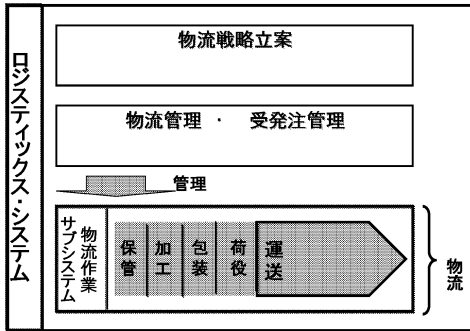 ロジスティックス・システム
物流戦略立案
物流管理 ・ 受発注管理
管理
物流作業
サブシステム
保管
加工
包装
荷役
運送
物流